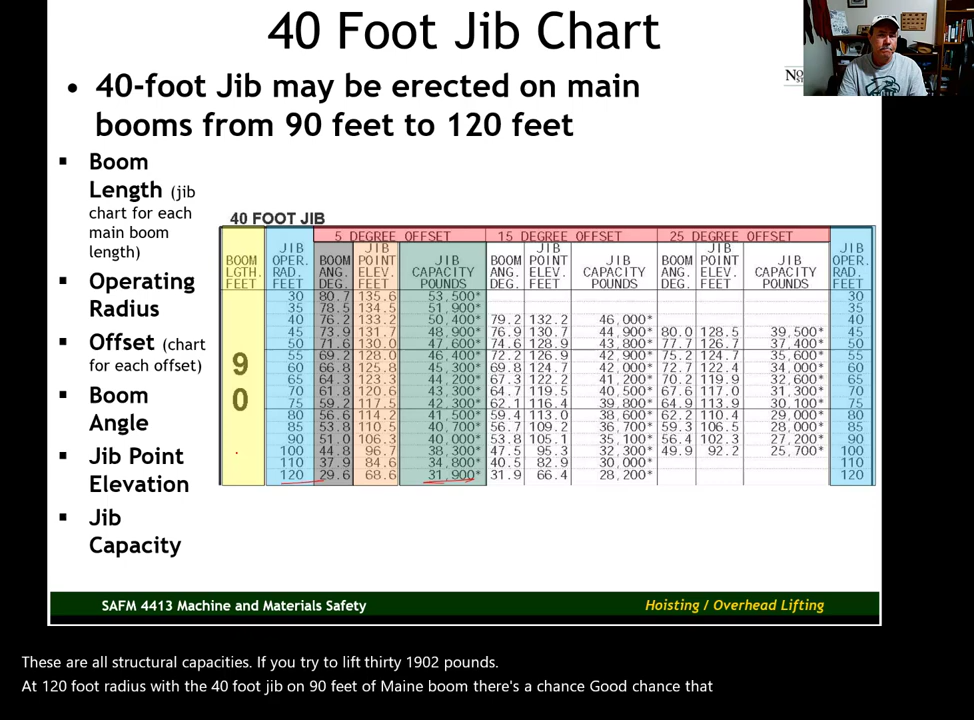 40 Foot Jib Chart
• 40-foot Jib may be erected on main
booms from 90 feet to 120 feet
▪ Boom
Length (jib
chart for each
main boom
length)
▪ Operating
Radius
▪ Offset (chart
for each offset)
▪ Boom
Angle
▪ Jib Point
Elevation
▪ Jib
Capacity
40 FOOT JIB
5 DEGREE OFFSET 15 DEGREE OFFSET 25 DEGREE OFFSET
JIB JIB JIB JIB JIB
BOOM OPER. BOOM POINT JIB BOOM POINT JIB BOOM POINT JIB OPER.
LGTH. RAD. ANG. ELEV. CAPACITY ANG. ELEV. CAPACITY ANG. ELEV. CAPACITY RAD.
FEET FEET DEG. FEET POUNDS DEG. FEET POUNDS DEG. FEET POUNDS FEET
30 80.7 135.6 53,500* 30
35 78.5 134.5 51,900* 35
40 76.2 133.2 50,400* 79.2 132.2 46,000* 40
45 73.9 131.7 48,900* 76.9 130.7 44,900* 80.0 128.5 39,500* 45
50 71.6 130.0 47,600* 74.6 128.9 43,800* 77.7 126.7 37,400* 50
55 69.2 128.0 46,400* 72.2 126.9 42,900* 75.2 124.7 35,600* 55
60 66.8 125.8 45,300* 69.8 124.7 42,000* 72.7 122.4 34,000* 60
65 64.3 123.3 44,200* 67.3 122.2 41,200* 70.2 119.9 32,600* 65
70 61.8 120.6 43,300* 64.7 119.5 40,500* 67.6 117.0 31,300* 70
75 59.2 117.5 42,300* 62.1 116.4 39,800* 64.9 113.9 30,100* 75
80 56.6 114.2 41,500* 59.4 113.0 38,600* 62.2 110.4 29,000* 80
85 53.8 110.5 40,700* 56.7 109.2 36,700* 59.3 106.5 28,000* 85
90 51.0 106.3 40,000* 53.8 105.1 35,100* 56.4 102.3 27,200* 90
100 44.8 96.7 38,300* 47.5 95.3 32,300* 49.9 92.2 25,700* 100
110 37.9 84.6 34,800* 40.5 82.9 30,000* 110
120 29.6 68.6 31,900* 31.9 66.4 28,200* 120
9
0
SAFM 4413 Machine and Materials Safety
Hoisting / Overhead Lifting
These are all structural capacities. If you try to lift thirty 1902 pounds.
At 120 foot radius with the 40 foot jib on 90 feet of Maine boom there's a chance Good chance that